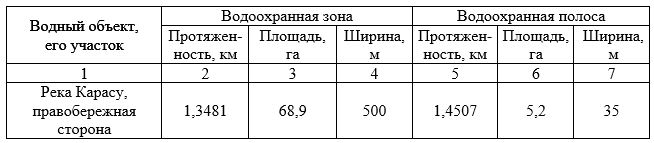 Водный объект, его участок | Водоохранная зона | Водоохранная полоса
Протяжен-ность, км | Площадь, га | Ширина, м | Протяжен-ность, км | Площадь, га | Ширина, м
1 | 2 | 3 | 4 | 5 | 6 | 7
Река Карасу, правобережная сторона | 1,3481 | 68,9 | 500 | 1,4507 | 5,2 | 35